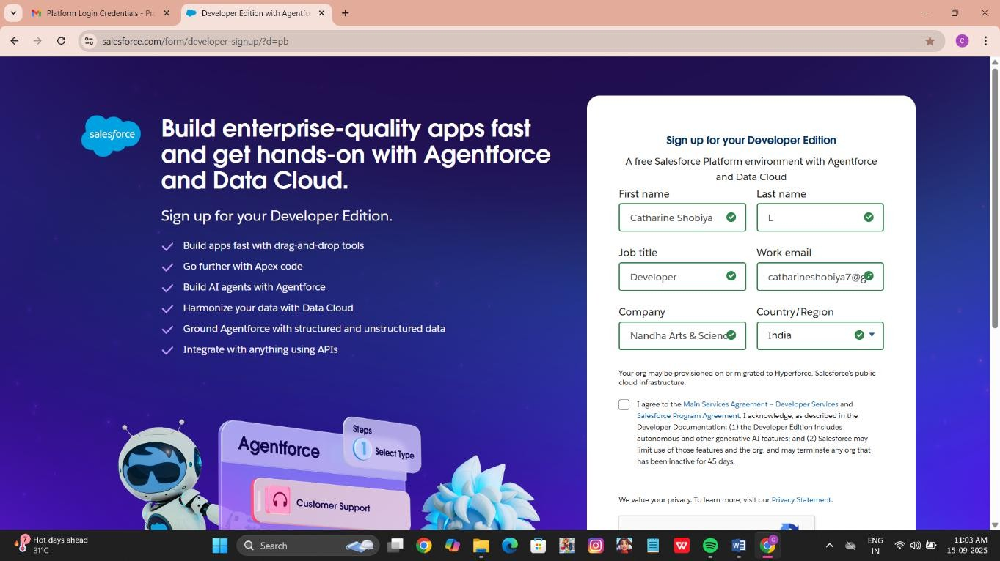 Platform Login Credentials - Pr
Developer Edition with Agentfo
salesforce.com/form/developer-signup/?d=pb
C
salesforce
Build enterprise-quality apps fast
and get hands-on with Agentforce
and Data Cloud.
Sign up for your Developer Edition.
Build apps fast with drag-and-drop tools
Go further with Apex code
Build AI agents with Agentforce
Harmonize your data with Data Cloud
Ground Agentforce with structured and unstructured data
Integrate with anything using APIs
Agentforce
Steps
1 Select Type
Customer Support
Sign up for your Developer Edition
A free Salesforce Platform environment with Agentforce
and Data Cloud
First name Last name
Catharine Shobiya L
Job title Work email
Developer catharineshobiya7@g
Company Country/Region
Nandha Arts & Scienc India
Your org may be provisioned on or migrated to Hyperforce, Salesforce's public
cloud infrastructure.
I agree to the Main Services Agreement – Developer Services and
Salesforce Program Agreement. I acknowledge, as described in the
Developer Documentation: (1) the Developer Edition includes
autonomous and other generative AI features; and (2) Salesforce may
limit use of those features and the org, and may terminate any org that
has been inactive for 45 days.
We value your privacy. To learn more, visit our Privacy Statement.
7
Hot days ahead
31°C
Search
W
C
ENG
IN
11:03 AM
15-09-2025